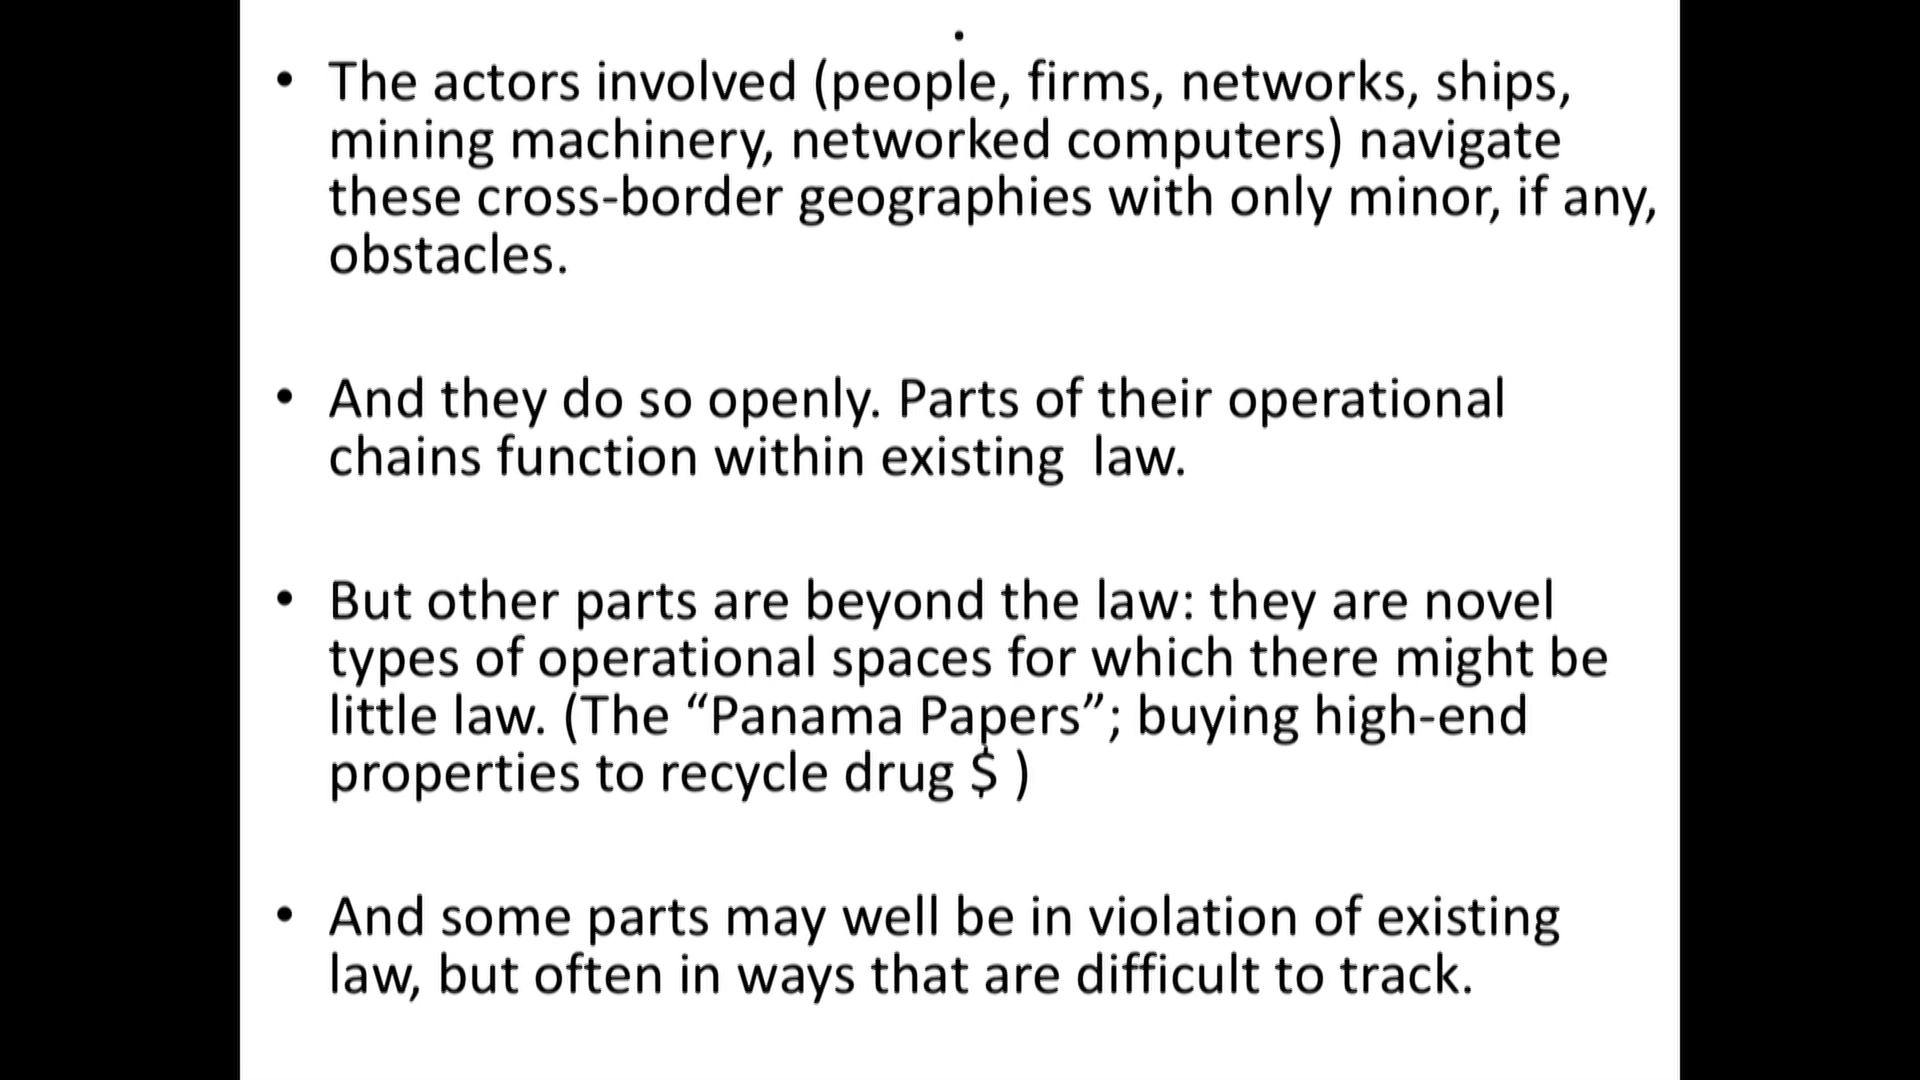 .
• The actors involved (people, firms, networks, ships,
mining machinery, networked computers) navigate
these cross-border geographies with only minor, if any,
obstacles.
• And they do so openly. Parts of their operational
chains function within existing  law.
• But other parts are beyond the law: they are novel
types of operational spaces for which there might be
little law. (The “Panama Papers”; buying high-end
properties to recycle drug $ )
• And some parts may well be in violation of existing
law, but often in ways that are difficult to track.